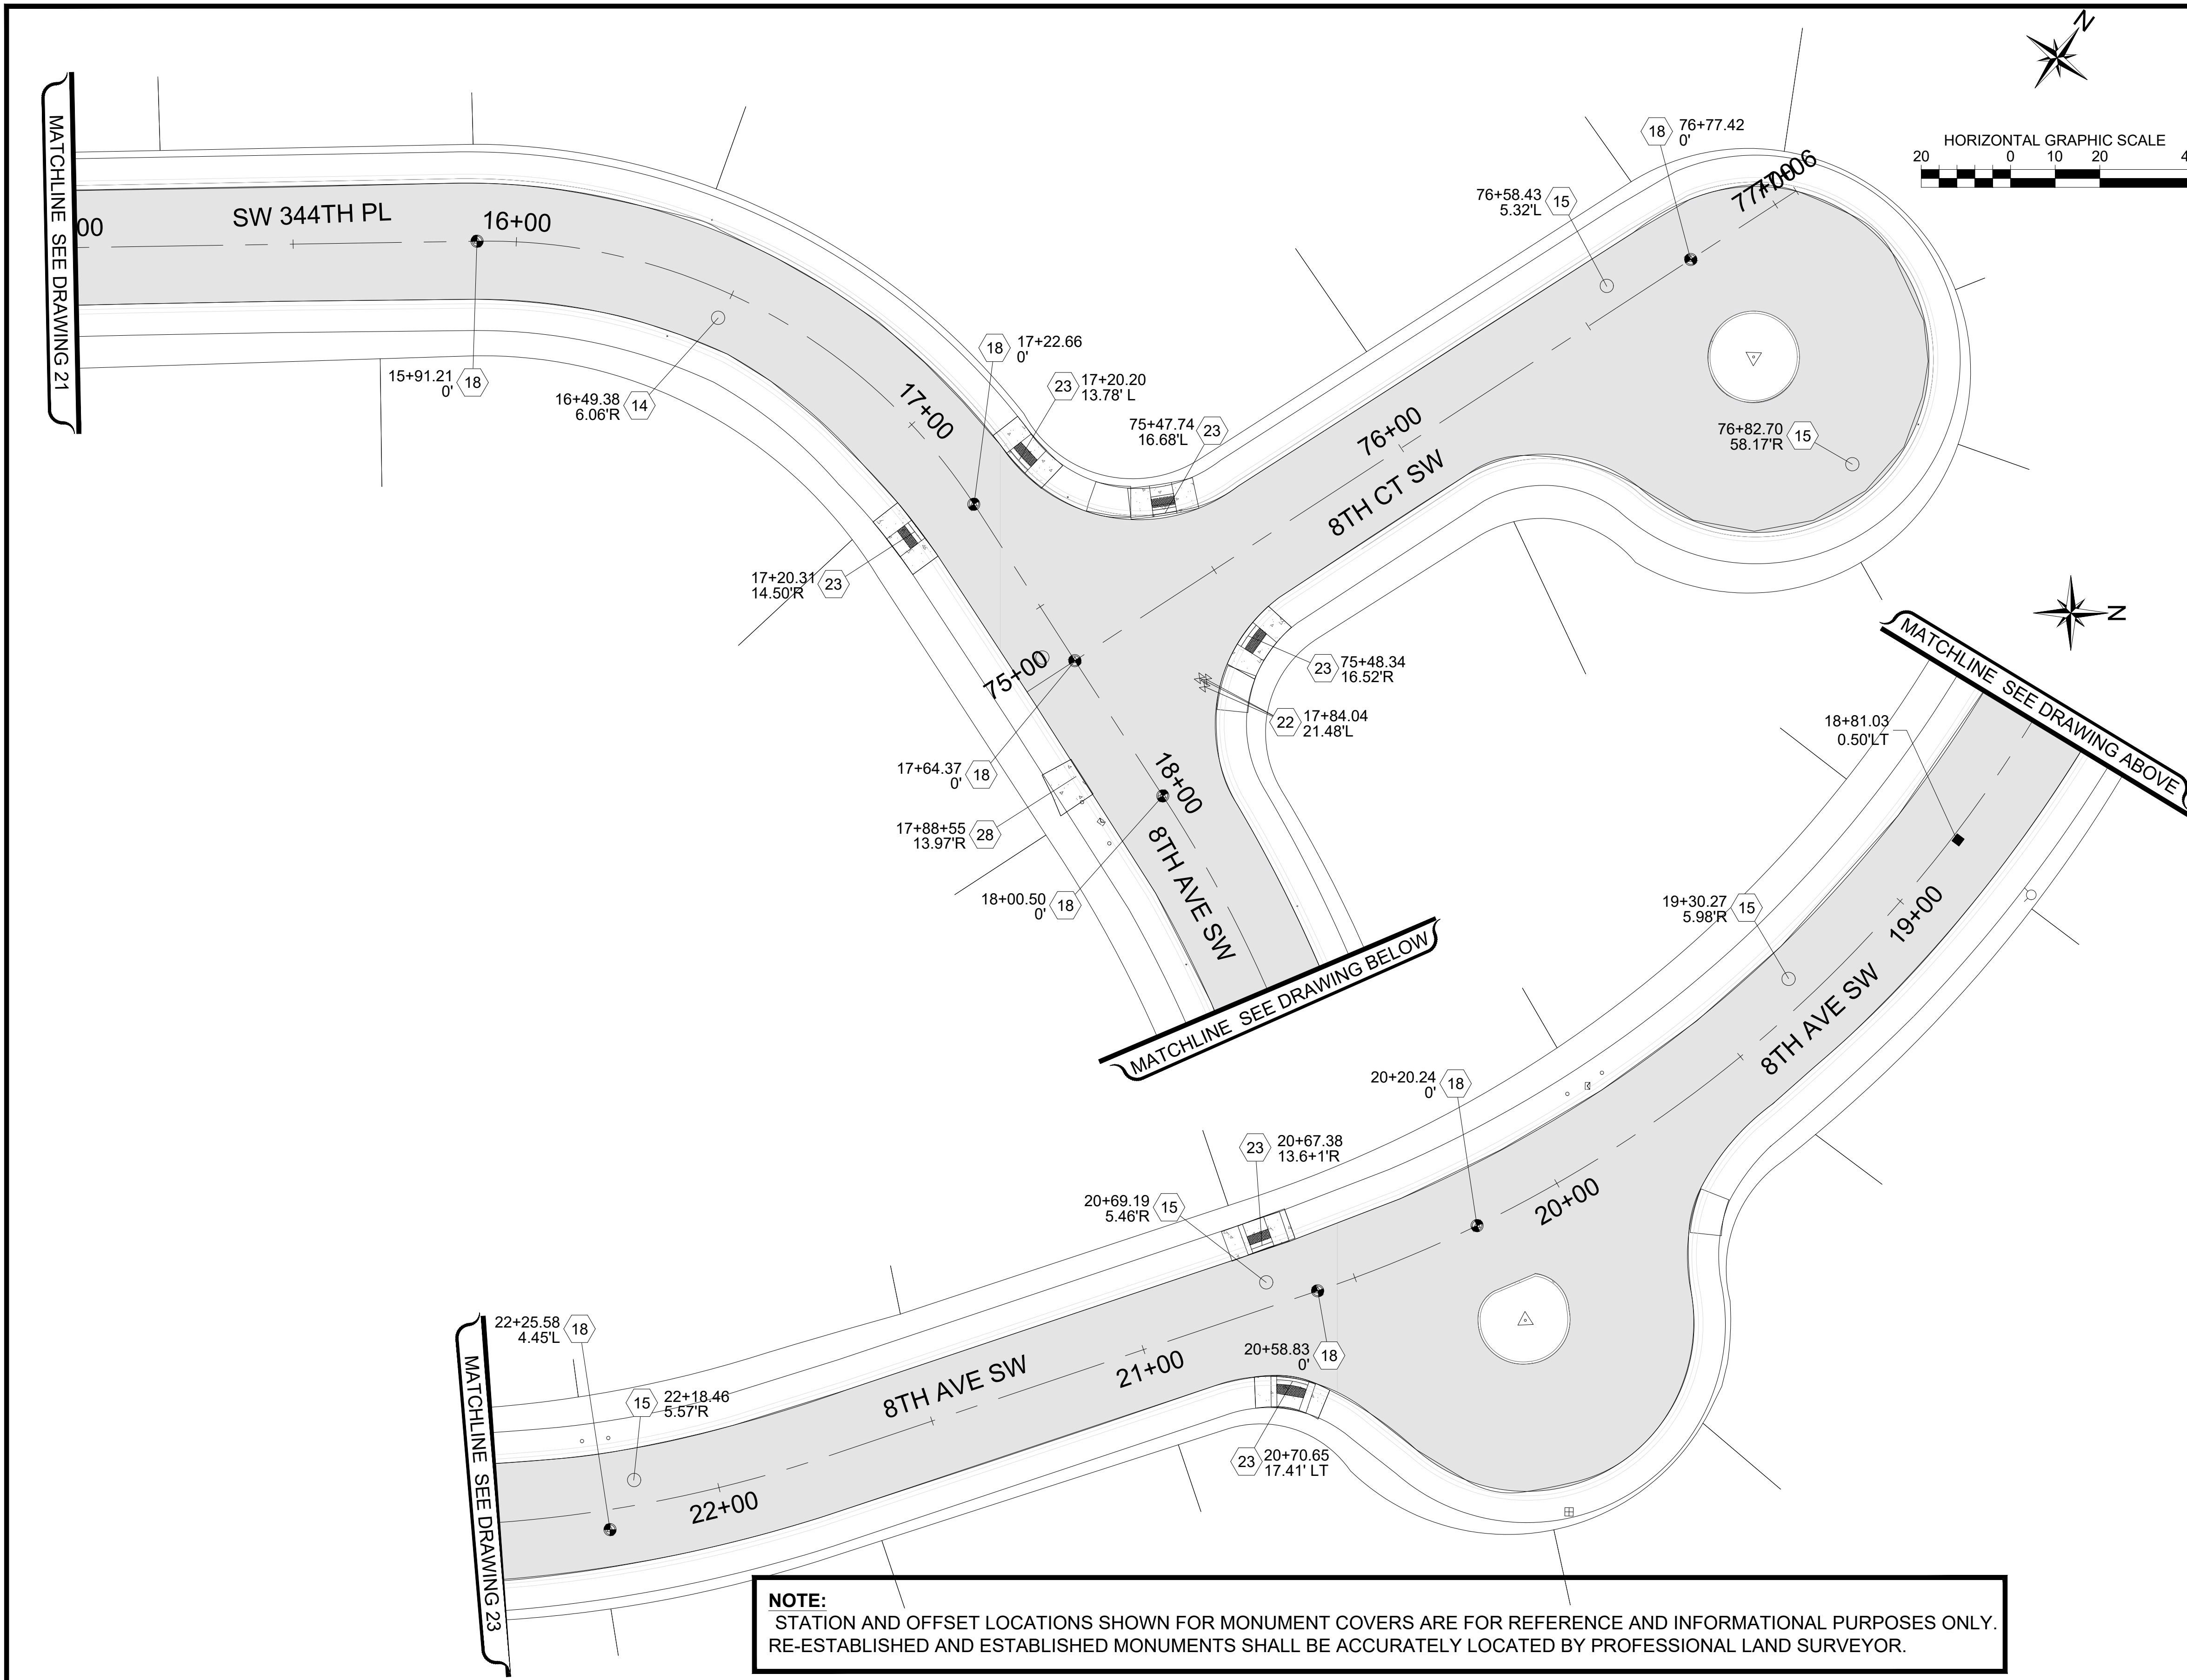 N
HORIZONTAL GRAPHIC SCALE
20 0 10 20
MATCHLINE SEE DRAWING 21
00
SW 344TH PL
16+00
15+91.21
0'
18
16+49.38
6.06'R
14
17+00
18
17+22.66
0'
23
17+20.20
13.78' L
75+47.74
16.68'L
23
76+00
8TH CT SW
76+58.43
5.32'L
15
18
76+77.42
0'
77+00
76+82.70
58.17'R
15
17+20.31
14.50'R
23
75+00
23
75+48.34
16.52'R
22
17+84.04
21.48'L
17+64.37
0'
18
18+00
17+88+55
13.97'R
28
8TH AVE SW
18+00.50
0'
18
MATCHLINE SEE DRAWING BELOW
N
MATCHLINE SEE DRAWING ABOVE
18+81.03
0.50'LT
19+00
19+30.27
5.98'R
15
8TH AVE SW
20+20.24
0'
18
20+00
23
20+67.38
13.6+1'R
20+69.19
5.46'R
15
20+58.83
0'
18
21+00
8TH AVE SW
23
20+70.65
17.41' LT
22+25.58
4.45'L
18
15
22+18.46
5.57'R
22+00
MATCHLINE SEE DRAWING 23
NOTE:
STATION AND OFFSET LOCATIONS SHOWN FOR MONUMENT COVERS ARE FOR REFERENCE AND INFORMATIONAL PURPOSES ONLY.
RE-ESTABLISHED AND ESTABLISHED MONUMENTS SHALL BE ACCURATELY LOCATED BY PROFESSIONAL LAND SURVEYOR.